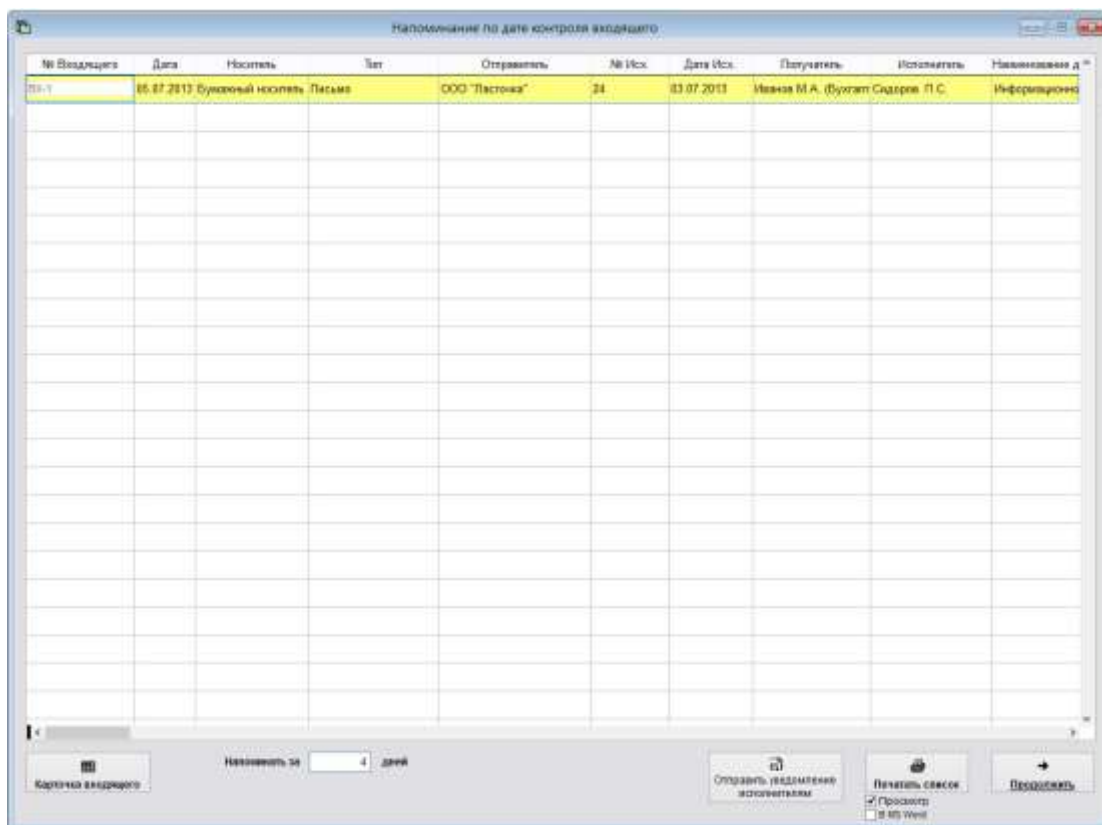 Напоминание по дате контроля входящего
№ Входящего Дата Носитель Тип Отправитель № Исх. Дата Исх. Получатель Исполнитель Наименование д
05.07.2013 Бумажный носитель Письмо ООО "Ласточка" 24 03.07.2013 Иванов М.А. (Бухгалт Сидоров П.С. Информационно
Напоминать за 4 дней
Карточка входящего
Отправить уведомление
исполнителям
Печатать список
Продолжить
Просмотр
В MS Word